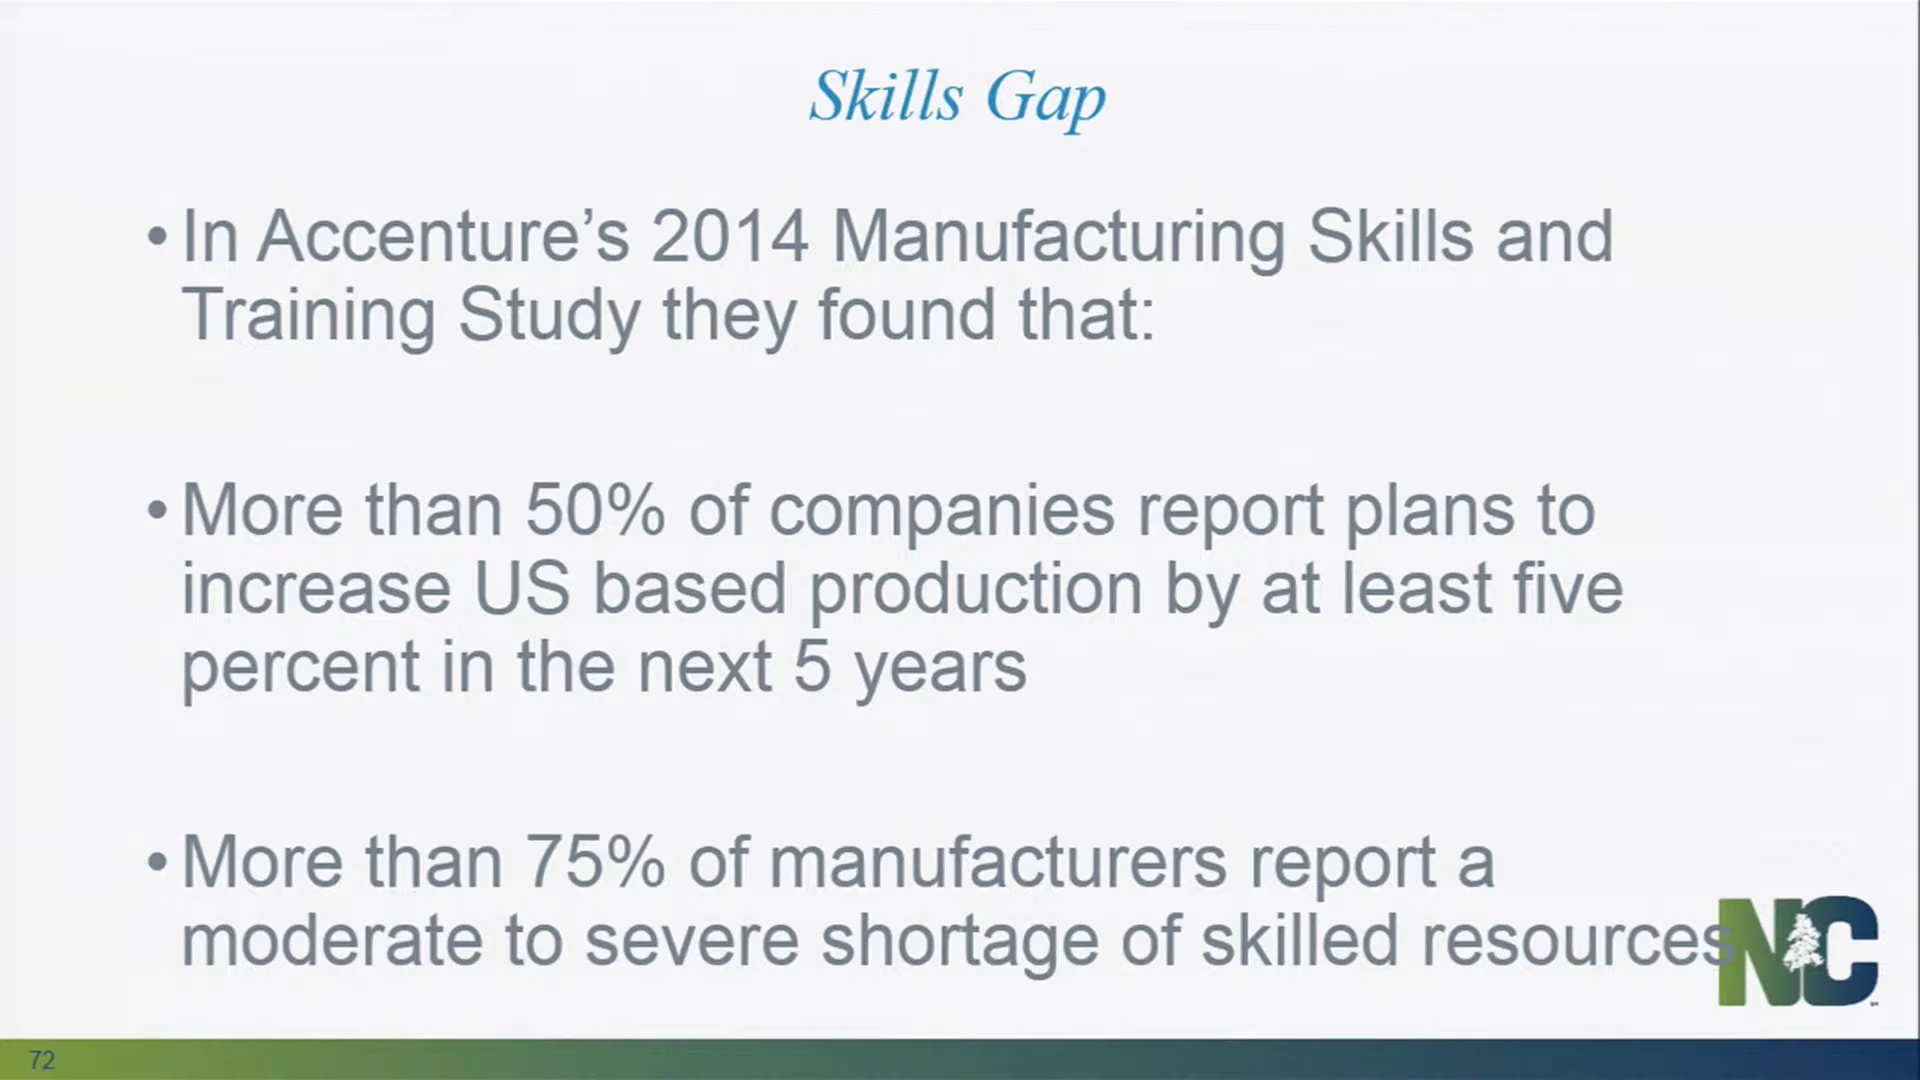 Skills Gap
• In Accenture’s 2014 Manufacturing Skills and
Training Study they found that:
• More than 50% of companies report plans to
increase US based production by at least five
percent in the next 5 years
• More than 75% of manufacturers report a
moderate to severe shortage of skilled resources
NC
72